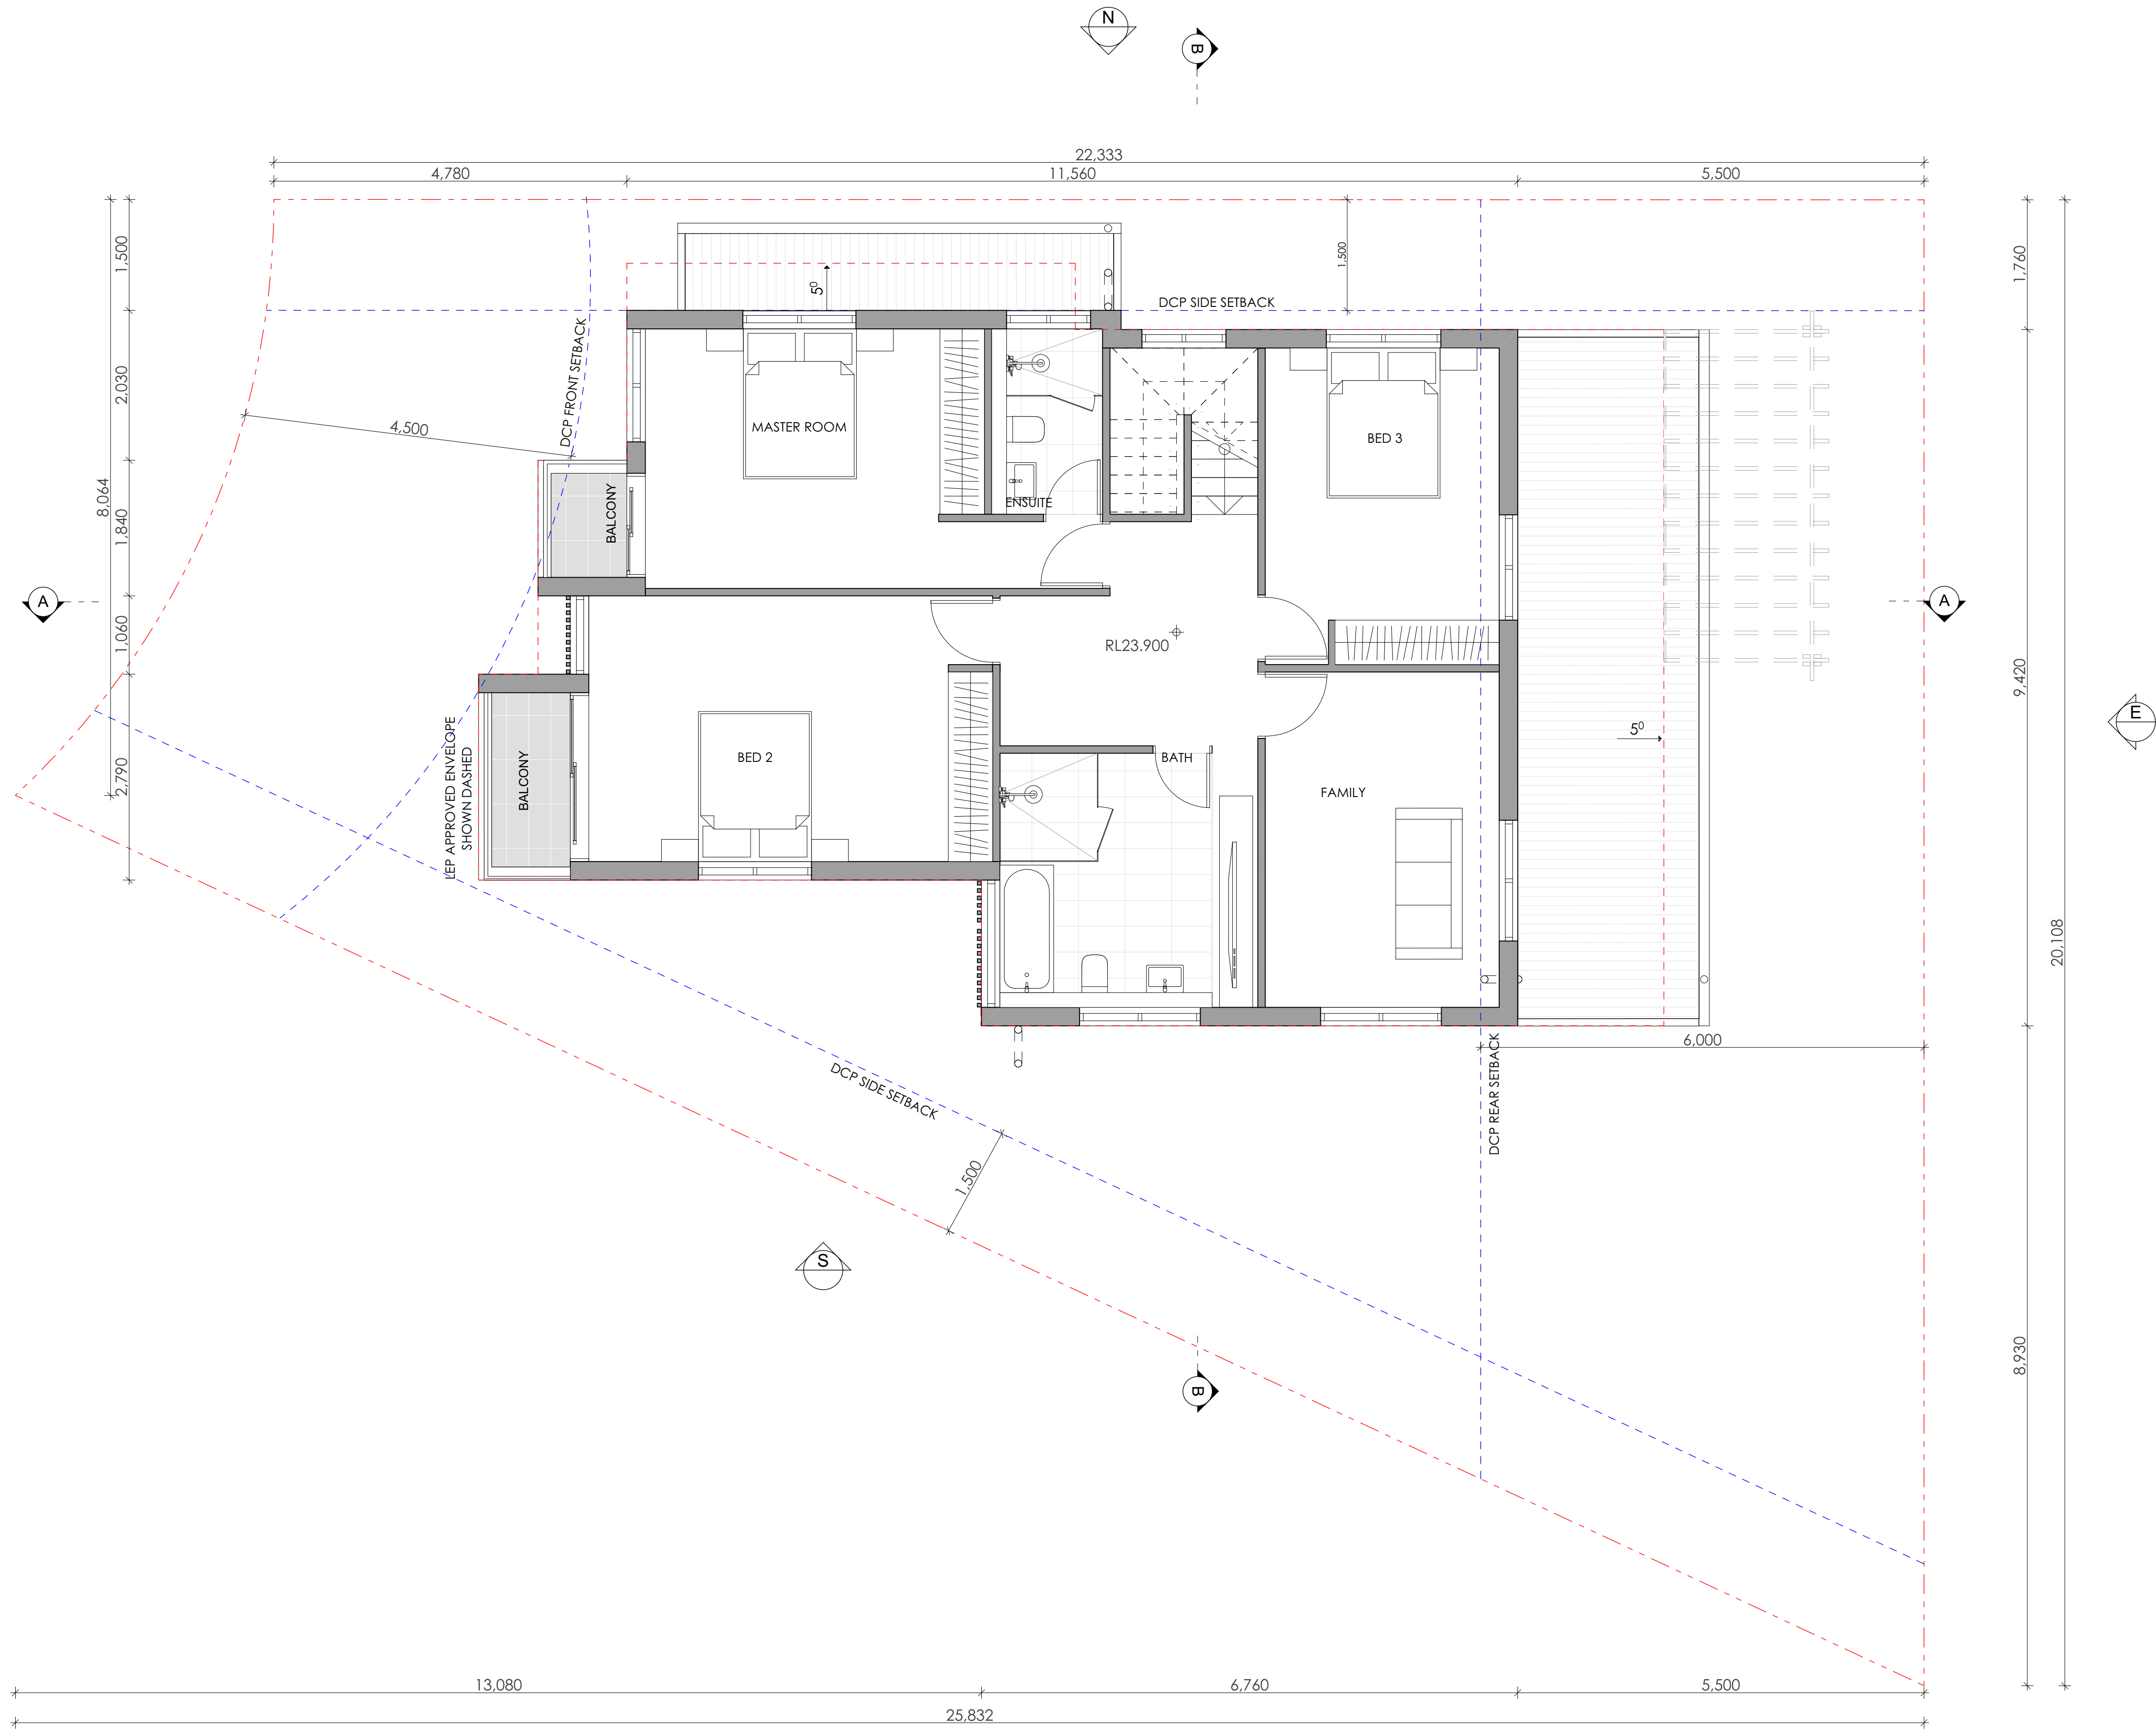 N
B
22,333
4,780
11,560
5,500
1,500
1,500
1,760
5⁰
DCP SIDE SETBACK
DCP FRONT SETBACK
2,030
4,500
MASTER ROOM
BED 3
8,064
1,840
BALCONY
ENSUITE
A
A
1,060
RL23.900
9,420
E
5⁰
LEP APPROVED ENVELOPE
SHOWN DASHED
2,790
BALCONY
BED 2
BATH
FAMILY
20,108
6,000
DCP REAR SETBACK
DCP SIDE SETBACK
1,500
S
B
8,930
13,080
6,760
5,500
25,832